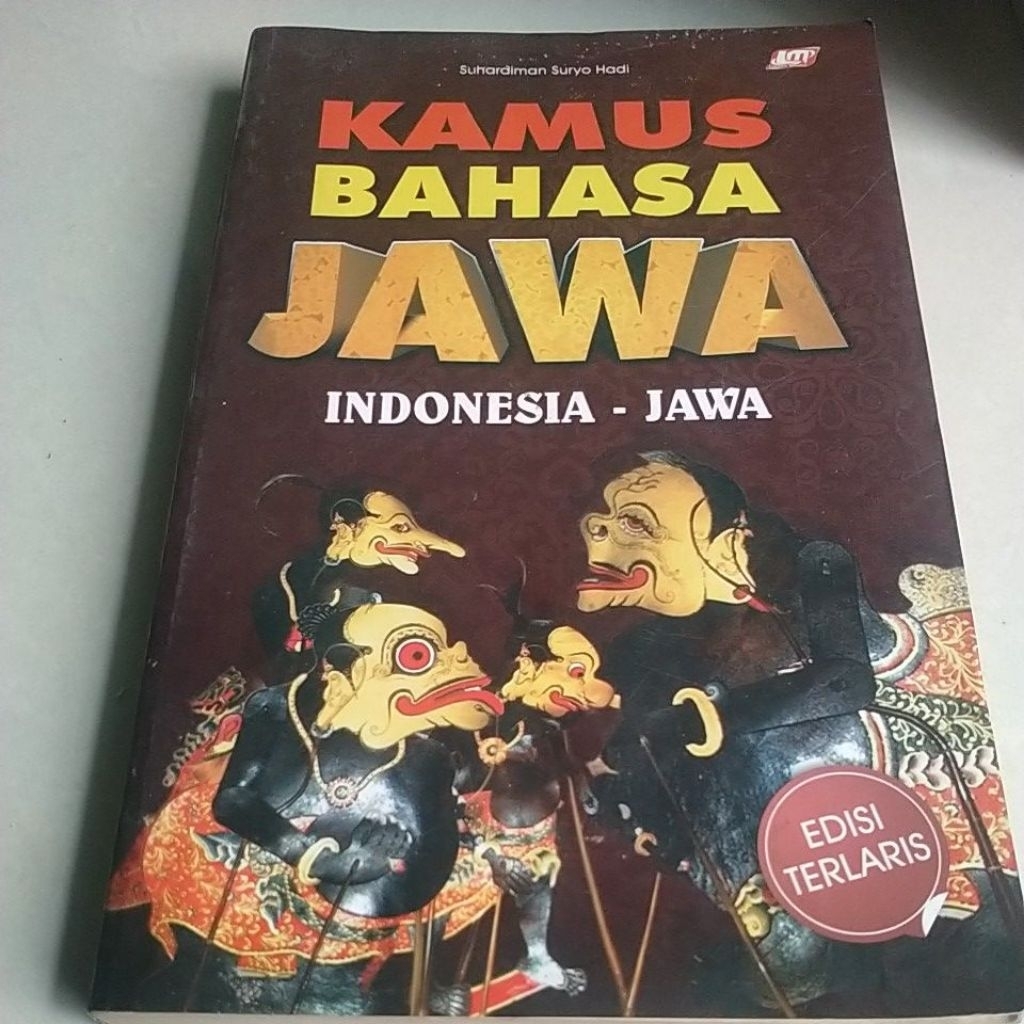 Suhardiman Suryo Hadi
KAMUS
BAHASA
JAWA
INDONESIA - JAWA
EDISI
TERLARIS